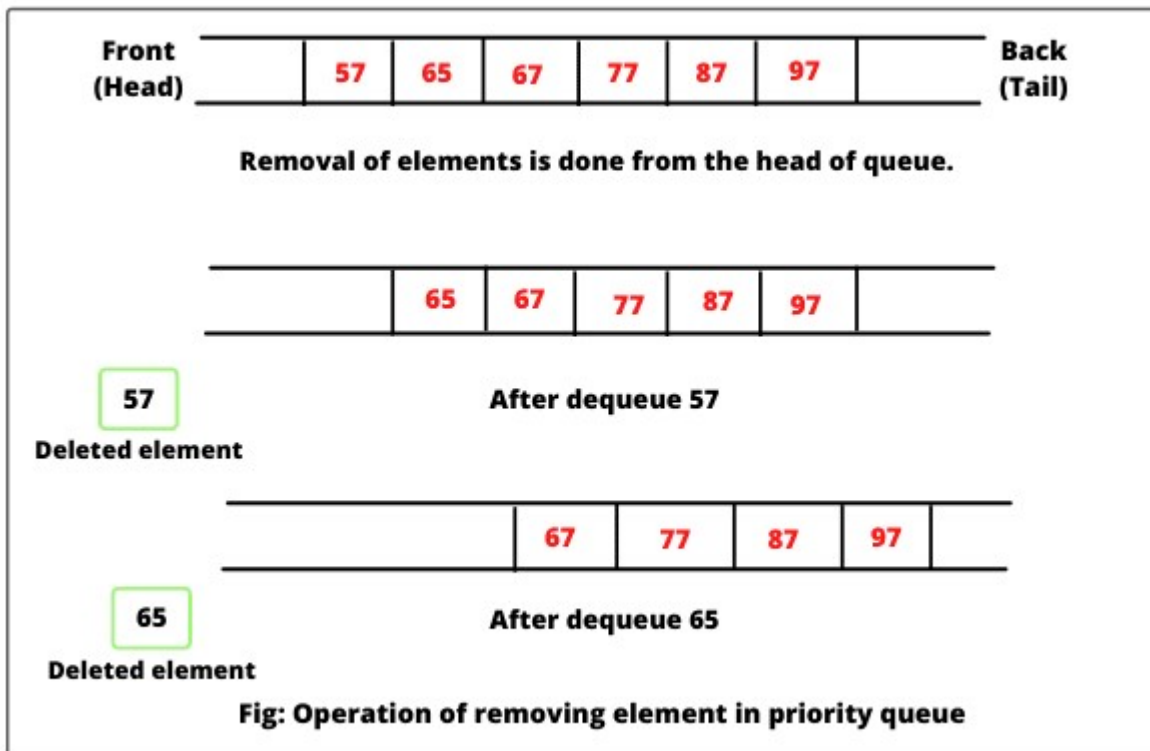 Front
(Head)
57 65 67 77 87 97
Back
(Tail)
Removal of elements is done from the head of queue.
65 67 77 87 97
57
After dequeue 57
Deleted element
67 77 87 97
65
After dequeue 65
Deleted element
Fig: Operation of removing element in priority queue